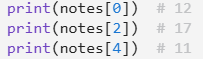 print(notes[0])  # 12
print(notes[2])  # 17
print(notes[4])  # 11